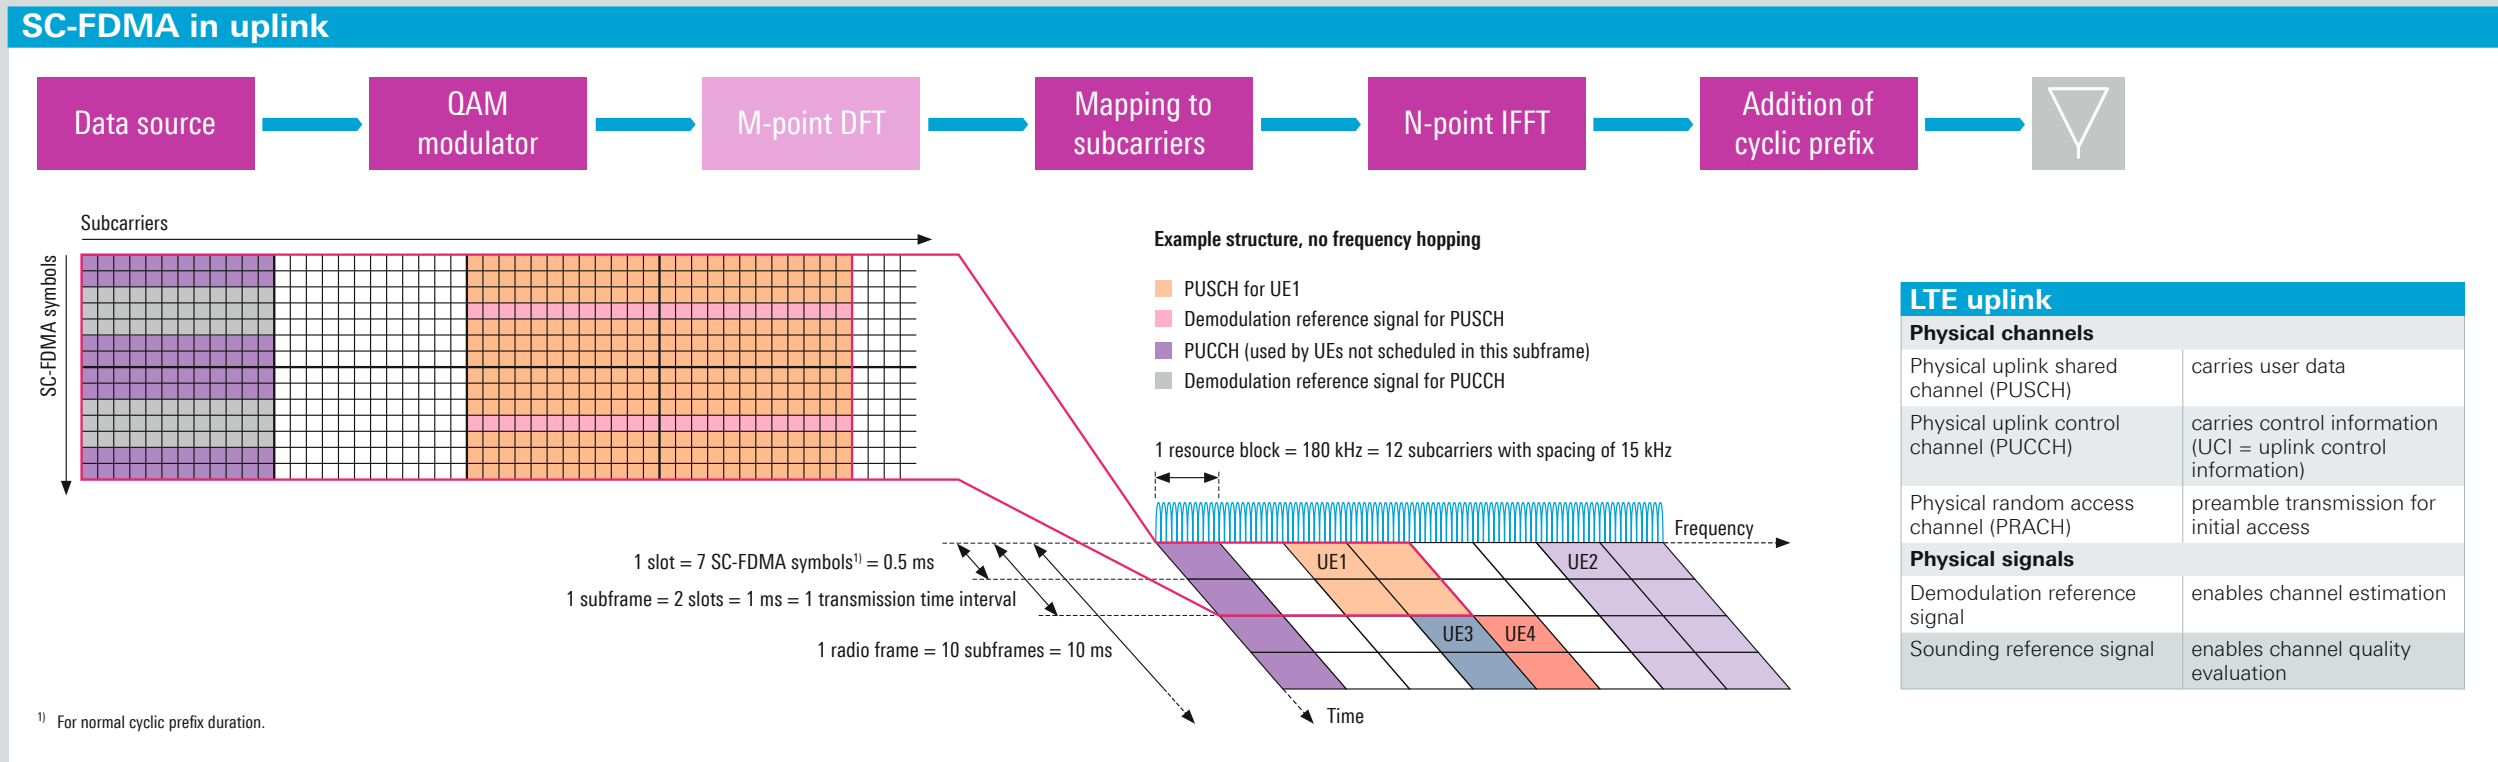 SC-FDMA in uplink
Data source
QAM
modulator
M-point DFT
Mapping to
subcarriers
N-point IFFT
Addition of
cyclic prefix
Subcarriers
SC-FDMA symbols
Example structure, no frequency hopping
PUSCH for UE1
Demodulation reference signal for PUSCH
PUCCH (used by UEs not scheduled in this subframe)
Demodulation reference signal for PUCCH
1 resource block = 180 kHz = 12 subcarriers with spacing of 15 kHz
Frequency
1 slot = 7 SC-FDMA symbols¹⁾ = 0.5 ms
1 subframe = 2 slots = 1 ms = 1 transmission time interval
1 radio frame = 10 subframes = 10 ms
UE1
UE2
UE3
UE4
Time
1) For normal cyclic prefix duration.
LTE uplink
Physical channels
Physical uplink shared
channel (PUSCH)
carries user data
Physical uplink control
channel (PUCCH)
carries control information
(UCI = uplink control
information)
Physical random access
channel (PRACH)
preamble transmission for
initial access
Physical signals
Demodulation reference
signal
enables channel estimation
Sounding reference signal
enables channel quality
evaluation